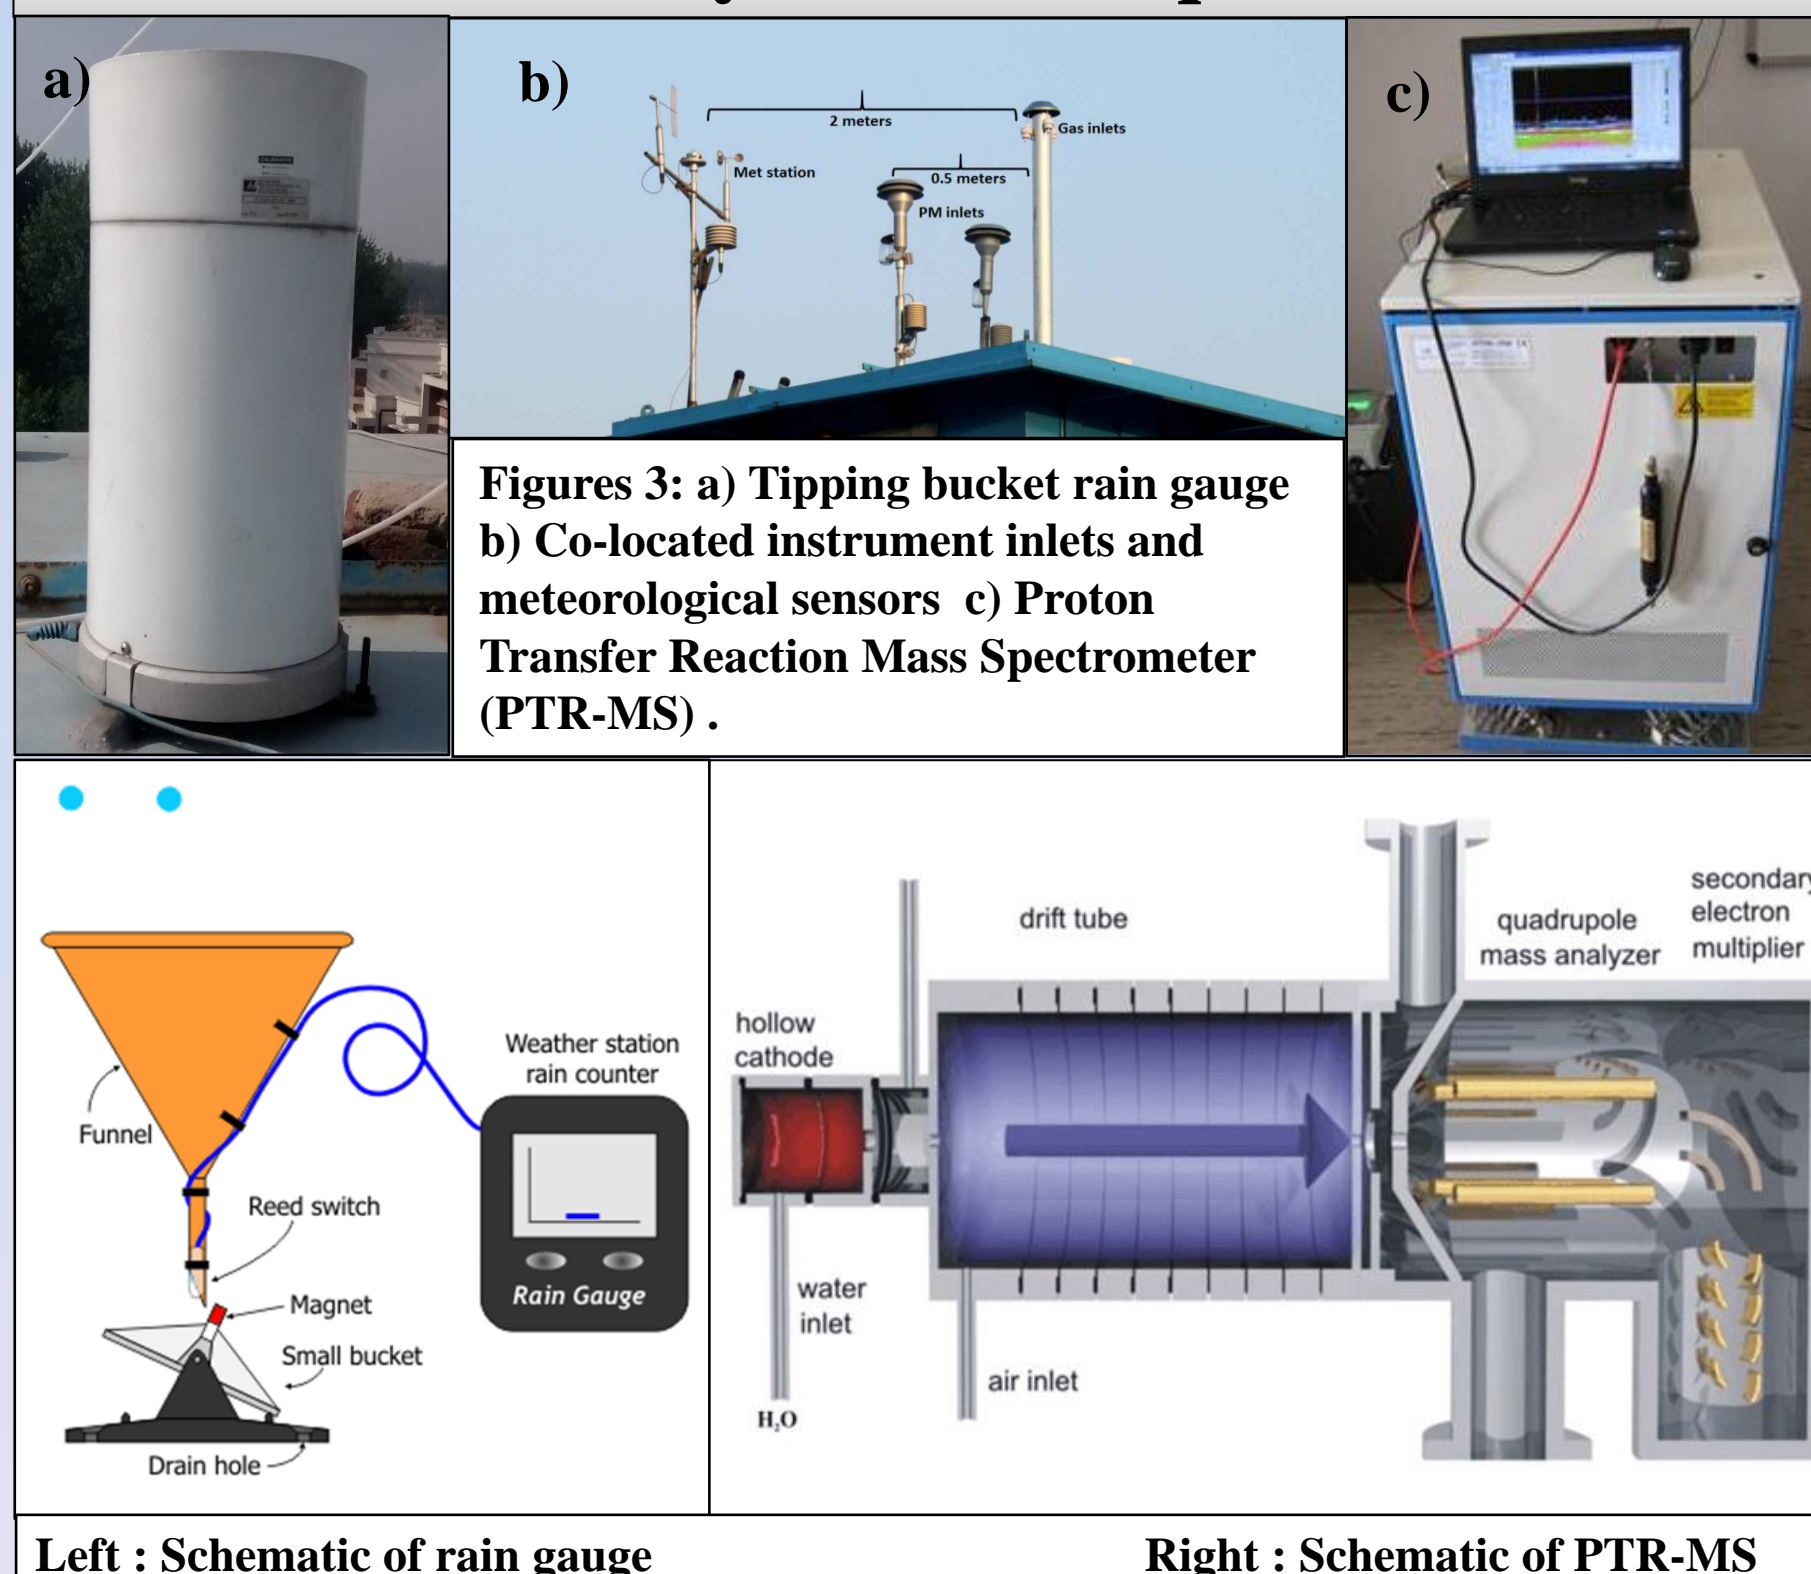 a)
b)
c)
2 meters
Gas inlets
Met station
0.5 meters
PM inlets
Figures 3: a) Tipping bucket rain gauge
b) Co-located instrument inlets and
meteorological sensors c) Proton
Transfer Reaction Mass Spectrometer
(PTR-MS) .
Weather station
rain counter
Funnel
Reed switch
Rain Gauge
Magnet
Small bucket
Drain hole
drift tube
quadrupole
mass analyzer
secondary
electron
multiplier
hollow
cathode
water
inlet
air inlet
H₂O
Left : Schematic of rain gauge
Right : Schematic of PTR-MS